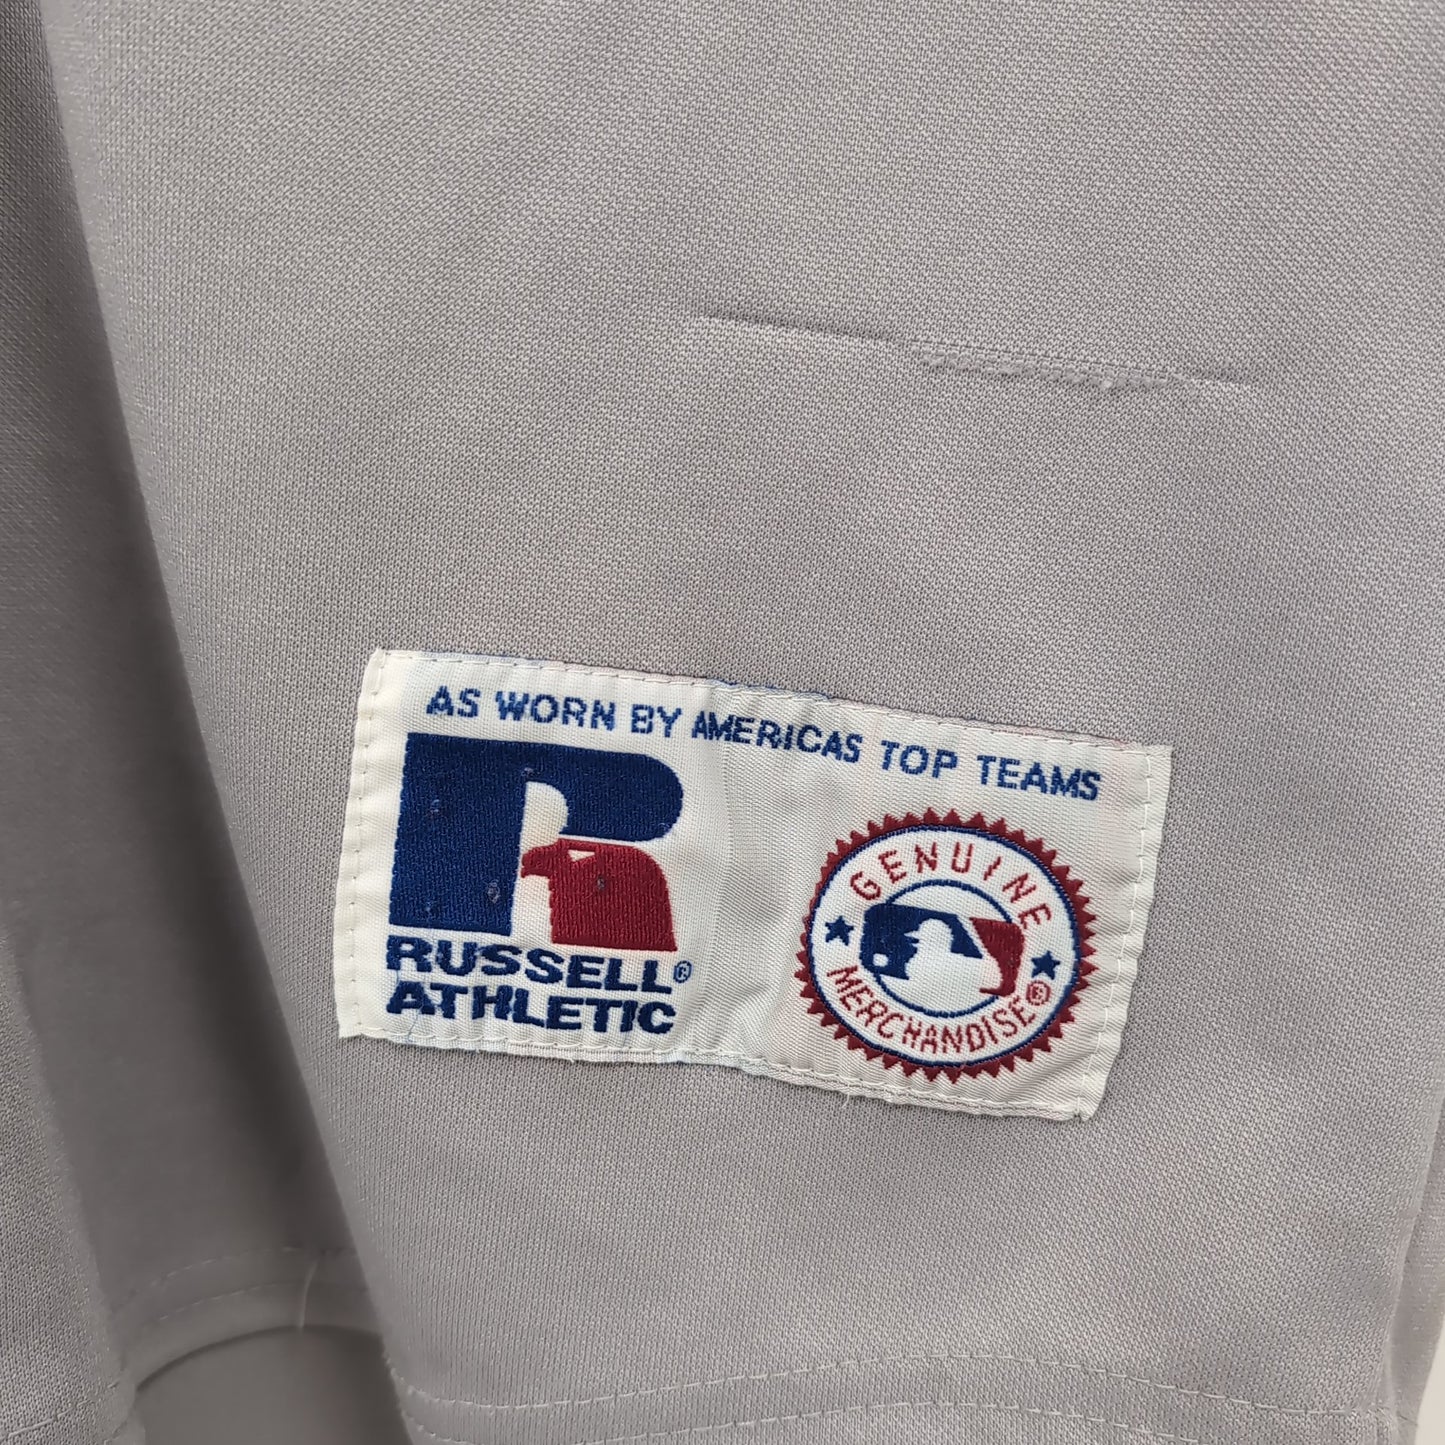 AS WORN BY AMERICAS TOP TEAMS
R
RUSSELL®
ATHLETIC
GENUINE
MERCHANDISE®